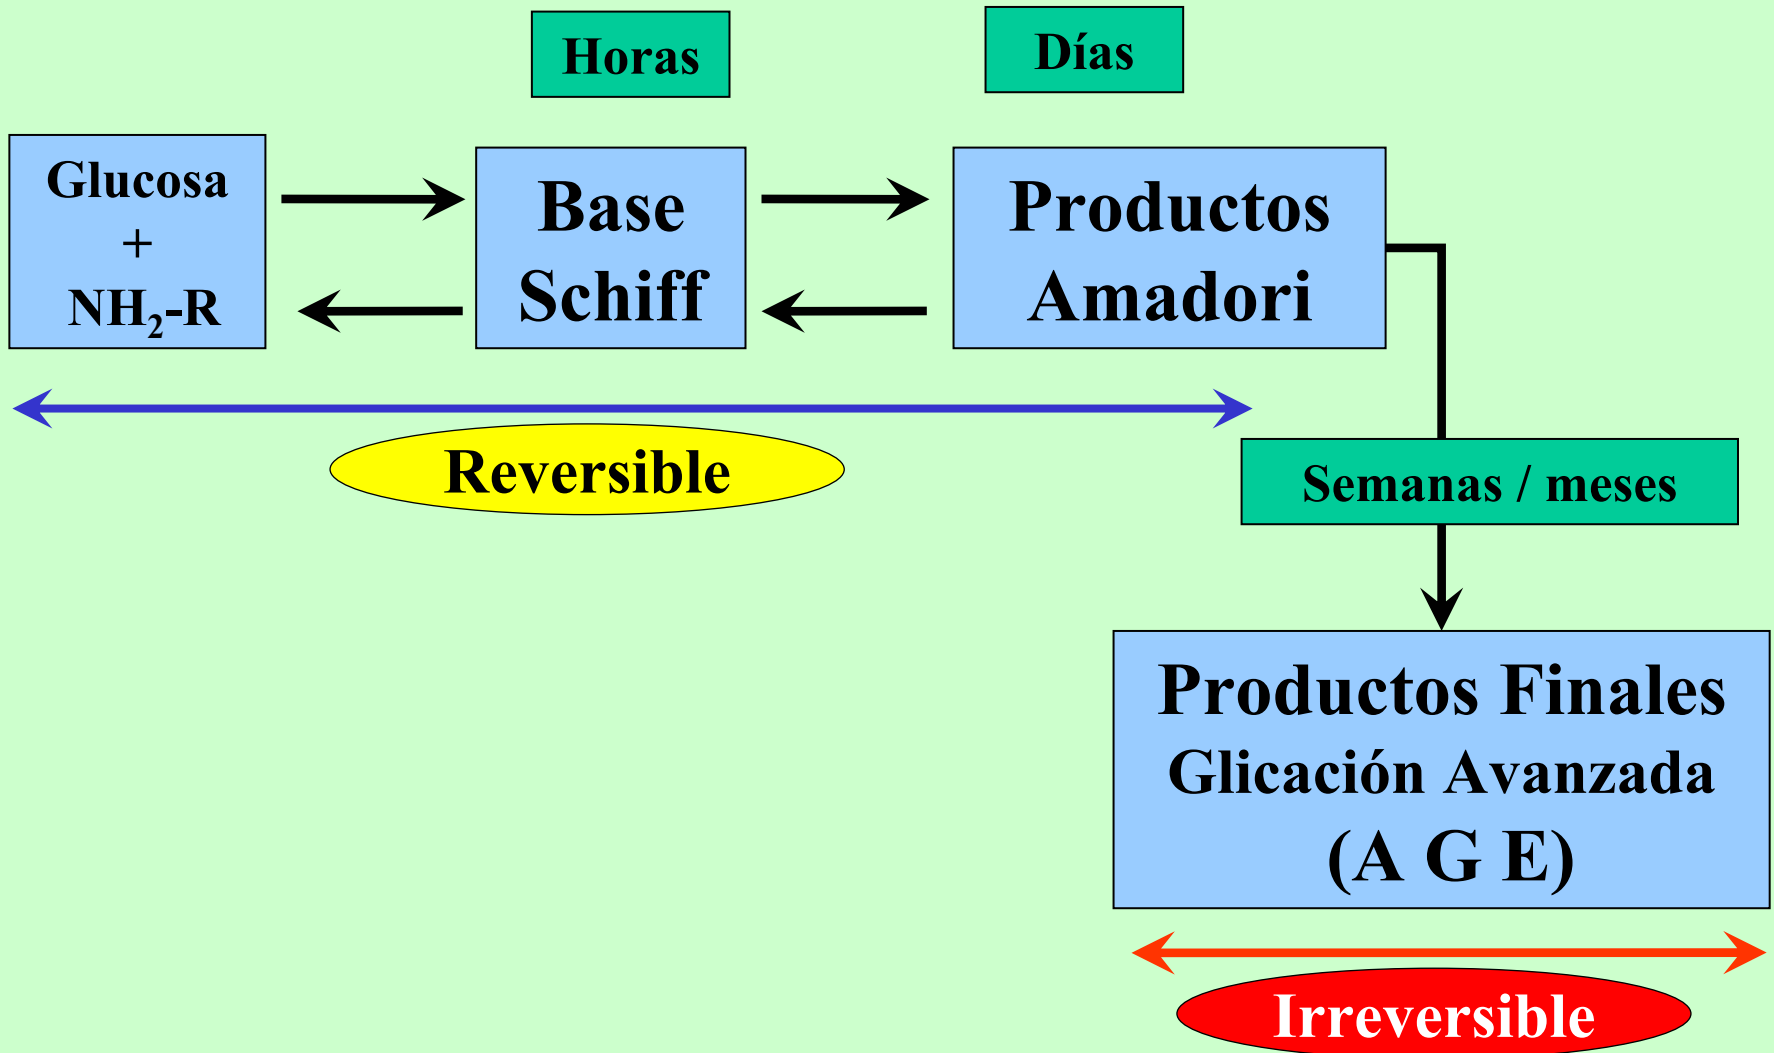 Horas
Días
Glucosa
+
NH₂-R
Base
Schiff
Productos
Amadori
Reversible
Semanas / meses
Productos Finales
Glicación Avanzada
(A G E)
Irreversible